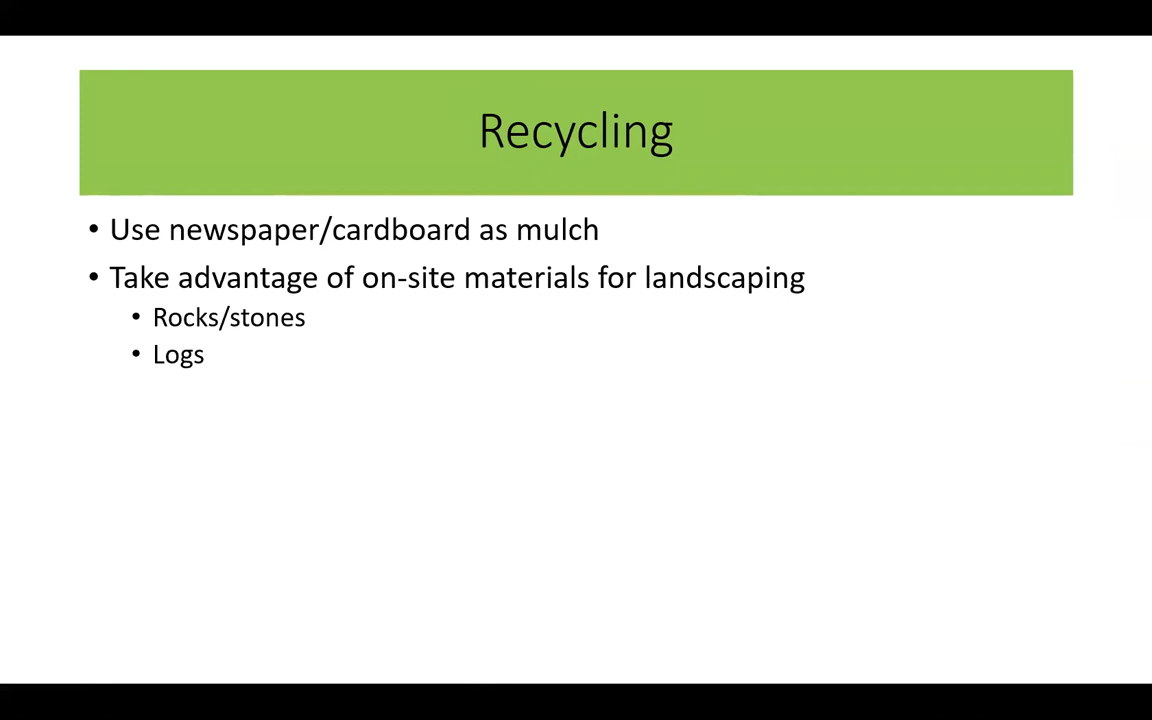 Recycling
• Use newspaper/cardboard as mulch
• Take advantage of on-site materials for landscaping
• Rocks/stones
• Logs